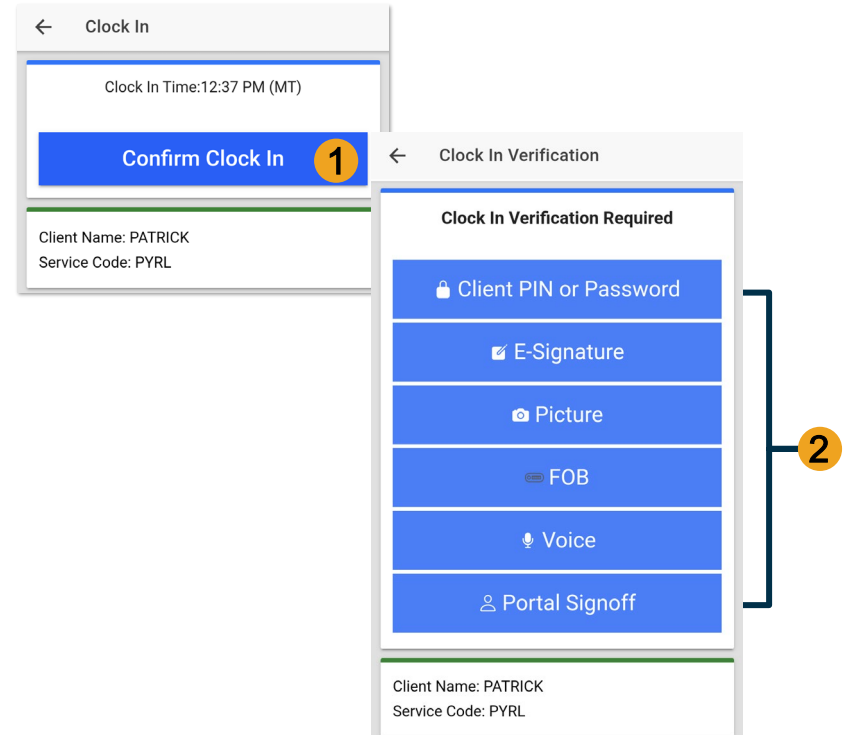 Clock In
Clock In Time:12:37 PM (MT)
Confirm Clock In
1
Client Name: PATRICK
Service Code: PYRL
Clock In Verification
Clock In Verification Required
Client PIN or Password
E-Signature
Picture
FOB
Voice
Portal Signoff
2
Client Name: PATRICK
Service Code: PYRL